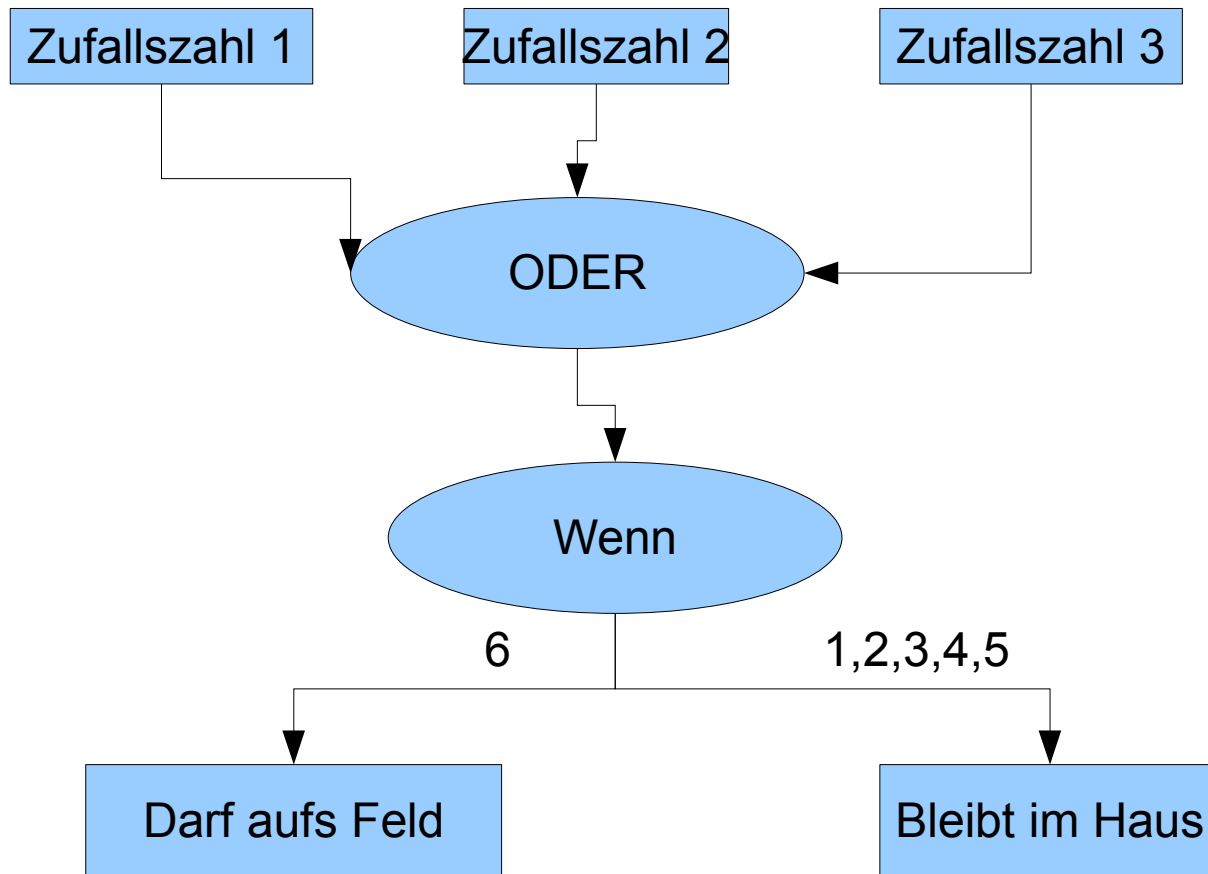 Zufallszahl 1
Zufallszahl 2
Zufallszahl 3
ODER
Wenn
6
1,2,3,4,5
Darf aufs Feld
Bleibt im Haus